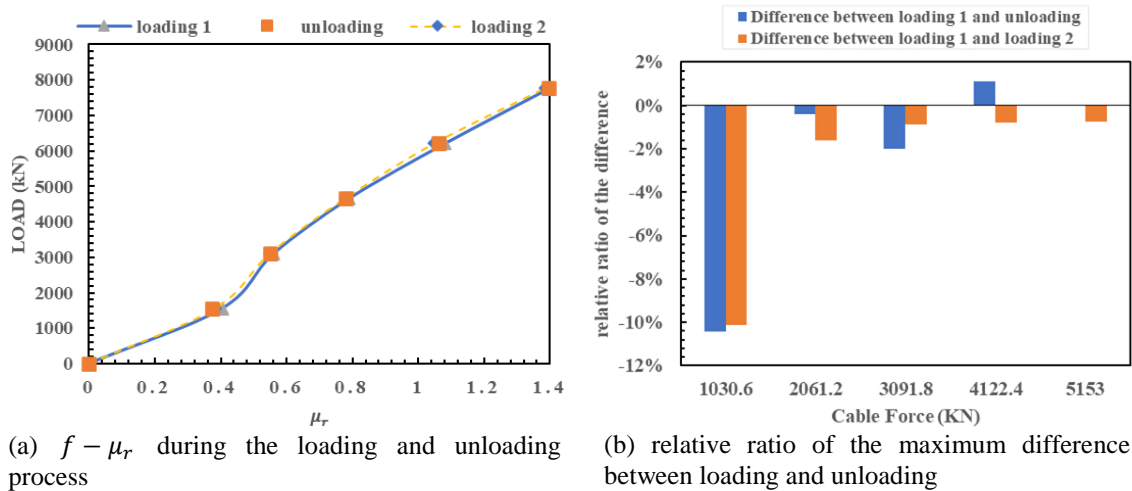 loading 1 unloading loading 2
9000
8000
7000
6000
5000
4000
3000
2000
1000
0
LOAD (kN)
0 0.2 0.4 0.6 0.8 1 1.2 1.4
μr
(a) f − μr during the loading and unloading
process
Difference between loading 1 and unloading
Difference between loading 1 and loading 2
2%
0%
-2%
-4%
-6%
-8%
-10%
-12%
relative ratio of the difference
1030.6 2061.2 3091.8 4122.4 5153
Cable Force (KN)
(b) relative ratio of the maximum difference
between loading and unloading